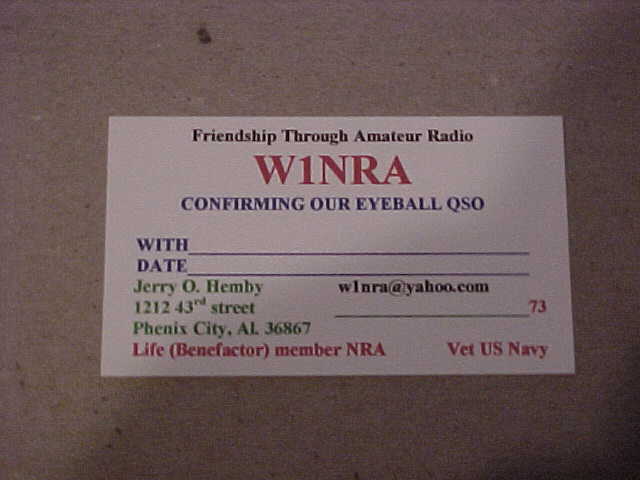 Friendship Through Amateur Radio
W1NRA
CONFIRMING OUR EYEBALL QSO
WITH
DATE
Jerry O. Hemby w1nra@yahoo.com
1212 43rd street 73
Phenix City, Al. 36867
Life (Benefactor) member NRA Vet US Navy